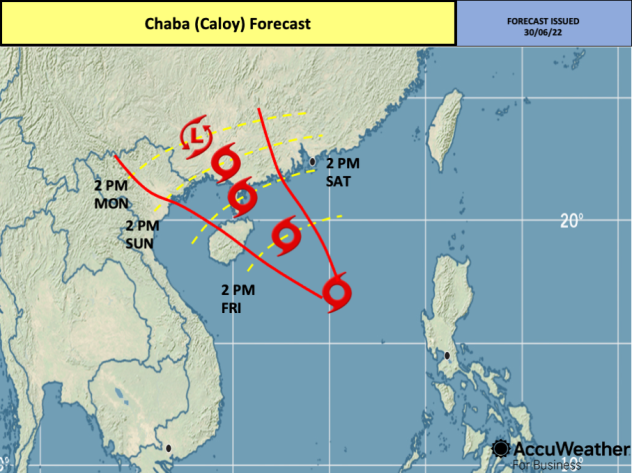 Chaba (Caloy) Forecast
FORECAST ISSUED
30/06/22
L
2 PM
SAT
2 PM
MON
2 PM
SUN
20°
2 PM
FRI
AccuWeather
For Business
10°